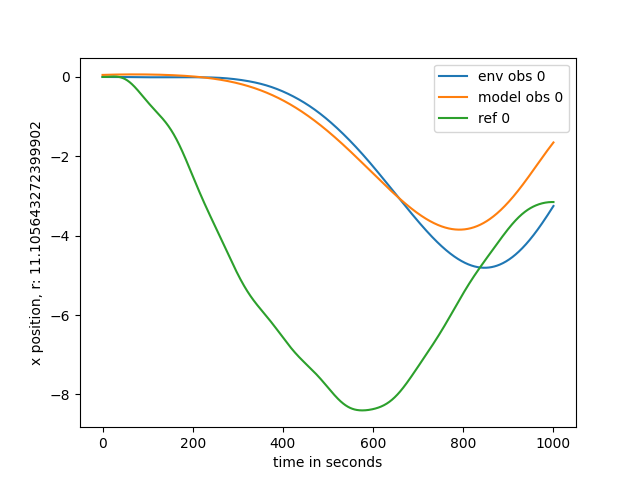 env obs 0
model obs 0
ref 0
0
−2
−4
−6
−8
x position, r: 11.105643272399902
0 200 400 600 800 1000
time in seconds